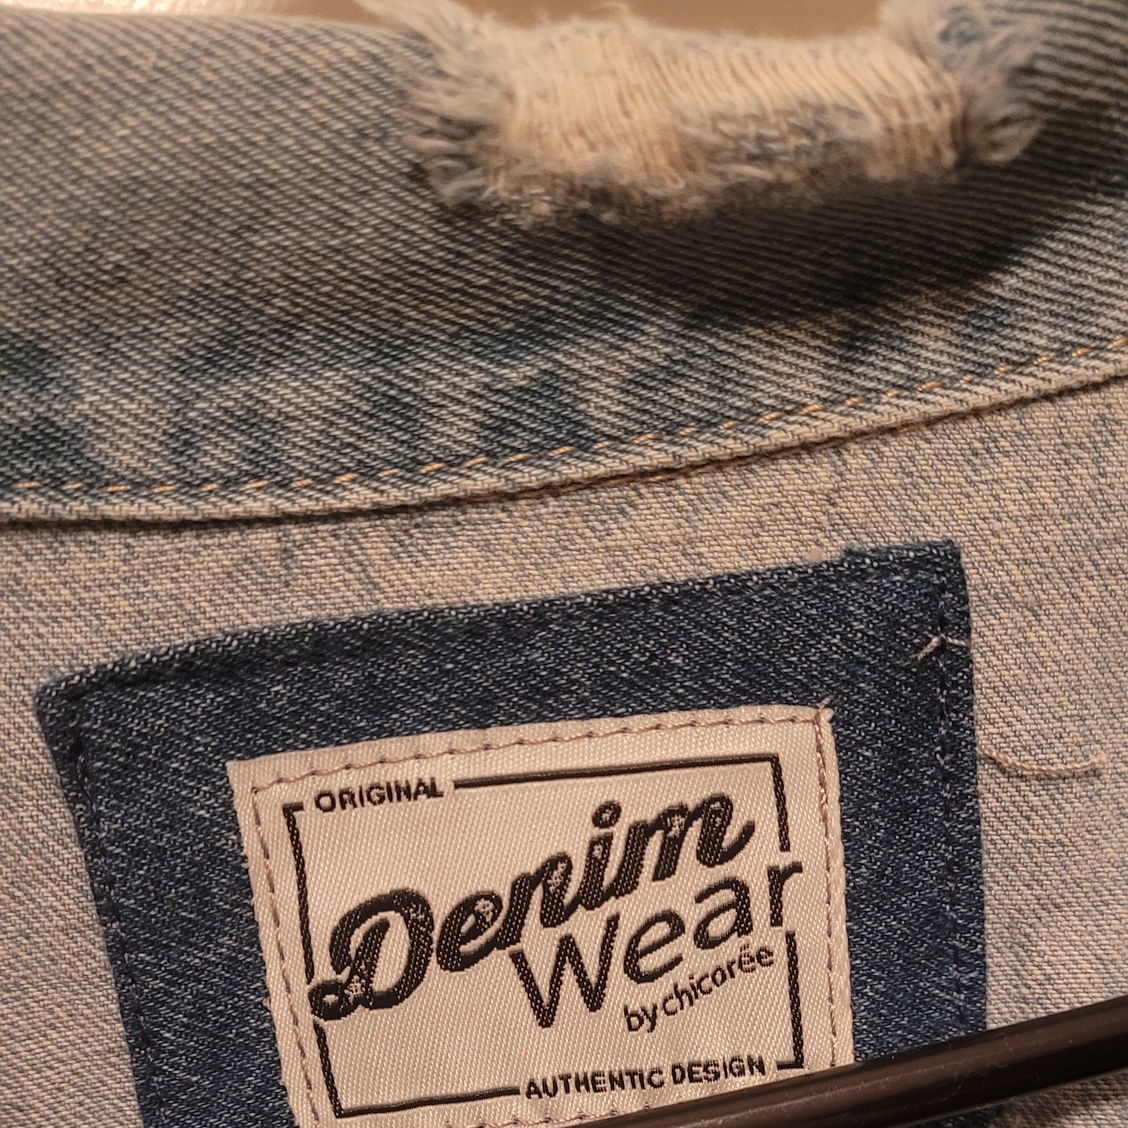 ORIGINAL
Denim
Wear
by chicorée
AUTHENTIC DESIGN